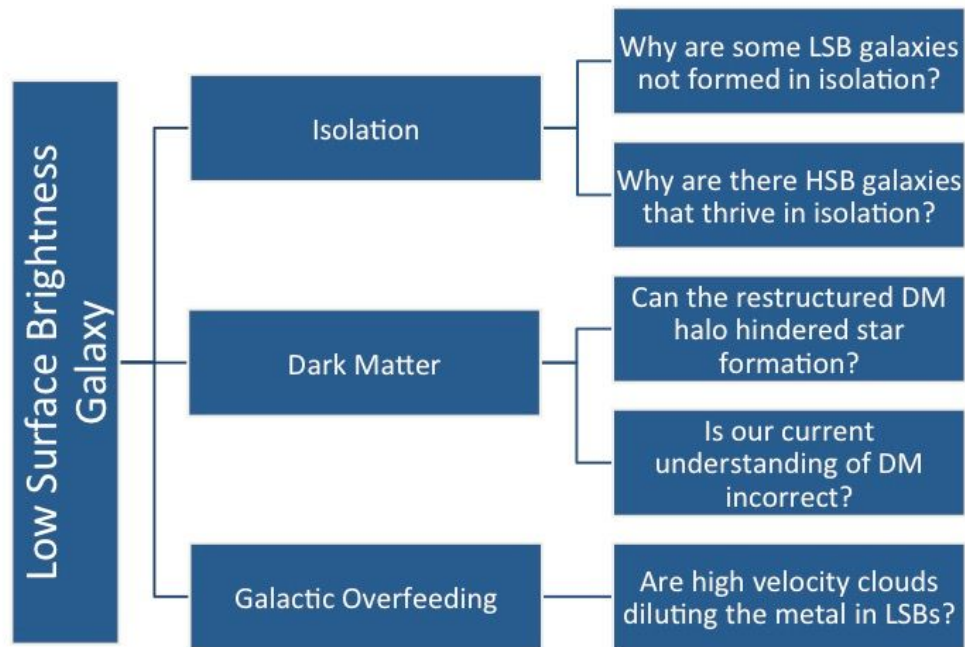 Low Surface Brightness
Galaxy
Isolation
Why are some LSB galaxies
not formed in isolation?
Why are there HSB galaxies
that thrive in isolation?
Dark Matter
Can the restructured DM
halo hindered star
formation?
Is our current
understanding of DM
incorrect?
Galactic Overfeeding
Are high velocity clouds
diluting the metal in LSBs?